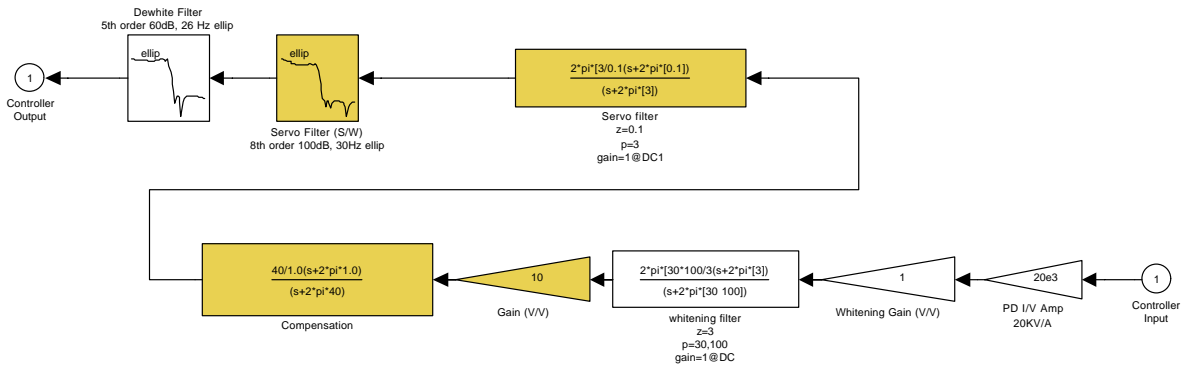 Dewhite Filter
5th order 60dB, 26 Hz ellip
ellip
1
Controller
Output
ellip
Servo Filter (S/W)
8th order 100dB, 30Hz ellip
2*pi*[3/0.1(s+2*pi*[0.1])
(s+2*pi*[3])
Servo filter
z=0.1
p=3
gain=1@DC1
40/1.0(s+2*pi*1.0)
(s+2*pi*40)
Compensation
10
Gain (V/V)
2*pi*[30*100/3(s+2*pi*[3])
(s+2*pi*[30 100])
whitening filter
z=3
p=30,100
gain=1@DC
1
Whitening Gain (V/V)
20e3
PD I/V Amp
20KV/A
1
Controller
Input